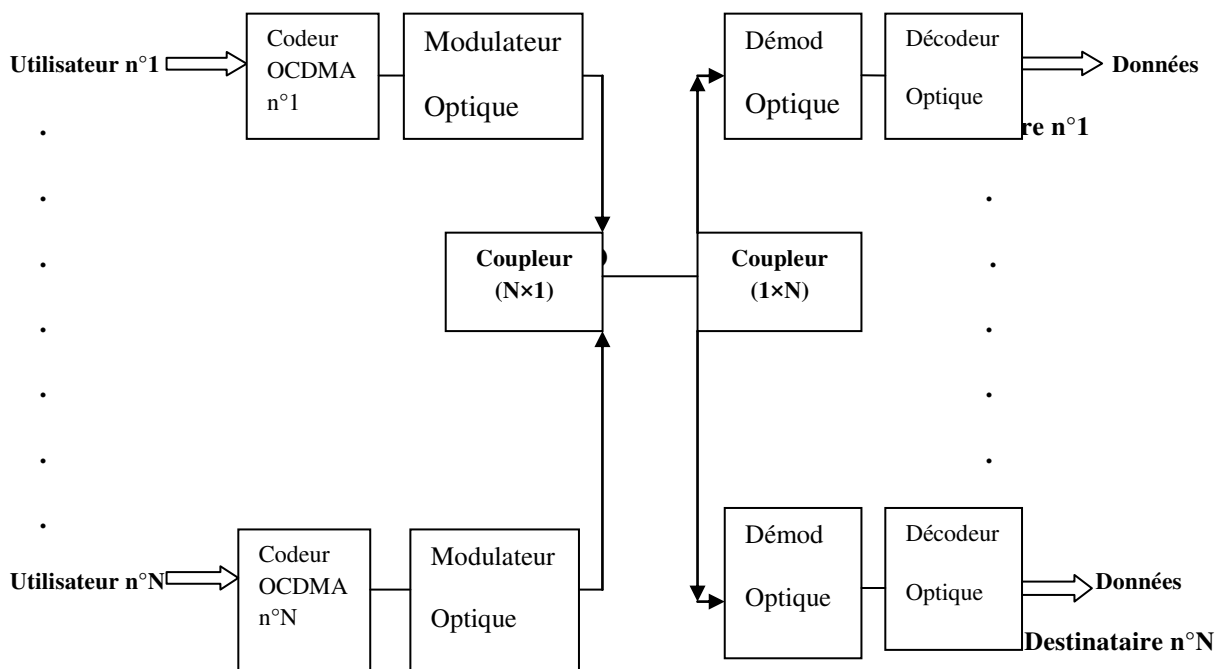 Utilisateur n°1
Codeur
OCDMA
n°1
Modulateur
Optique
Démod
Optique
Décodeur
Optique
Données
re n°1
Coupleur
(N×1)
Coupleur
(1×N)
Utilisateur n°N
Codeur
OCDMA
n°N
Modulateur
Optique
Démod
Optique
Décodeur
Optique
Données
Destinataire n°N